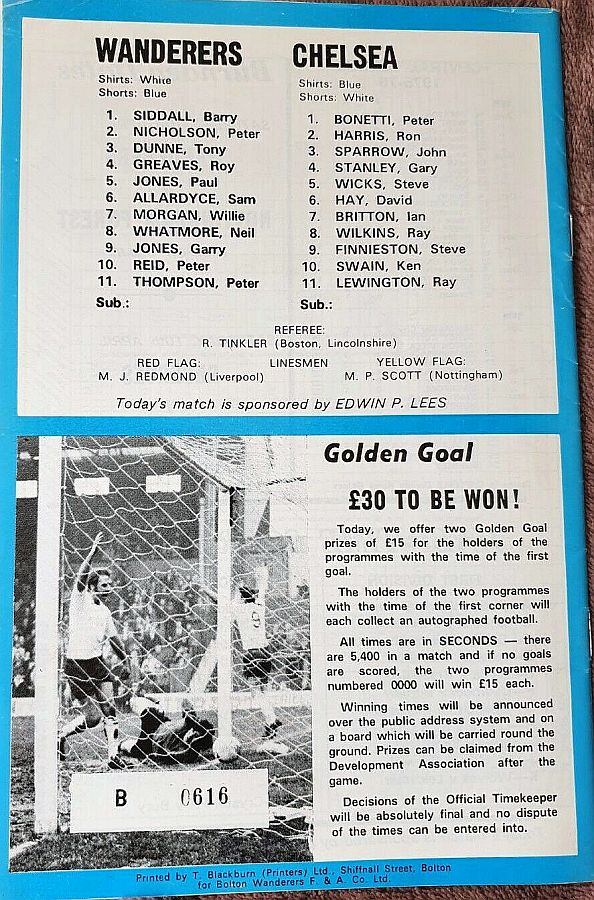 WANDERERS
Shirts: White
Shorts: Blue
1. SIDDALL, Barry
2. NICHOLSON, Peter
3. DUNNE, Tony
4. GREAVES, Roy
5. JONES, Paul
6. ALLARDYCE, Sam
7. MORGAN, Willie
8. WHATMORE, Neil
9. JONES, Garry
10. REID, Peter
11. THOMPSON, Peter
Sub.:
CHELSEA
Shirts: Blue
Shorts: White
1. BONETTI, Peter
2. HARRIS, Ron
3. SPARROW, John
4. STANLEY, Gary
5. WICKS, Steve
6. HAY, David
7. BRITTON, Ian
8. WILKINS, Ray
9. FINNIESTON, Steve
10. SWAIN, Ken
11. LEWINGTON, Ray
Sub.:
REFEREE:
R. TINKLER (Boston, Lincolnshire)
RED FLAG: LINESMEN YELLOW FLAG:
M. J. REDMOND (Liverpool) M. P. SCOTT (Nottingham)
Today's match is sponsored by EDWIN P. LEES
Golden Goal
£30 TO BE WON!
Today, we offer two Golden Goal
prizes of £15 for the holders of the
programmes with the time of the first
goal.
The holders of the two programmes
with the time of the first corner will
each collect an autographed football.
All times are in SECONDS — there
are 5,400 in a match and if no goals
are scored, the two programmes
numbered 0000 will win £15 each.
Winning times will be announced
over the public address system and on
a board which will be carried round the
ground. Prizes can be claimed from the
Development Association after the
game.
Decisions of the Official Timekeeper
will be absolutely final and no dispute
of the times can be entered into.
9
B 0616
Printed by T. Blackburn (Printers) Ltd., Shiffnall Street, Bolton
for Bolton Wanderers F. & A. Co. Ltd.